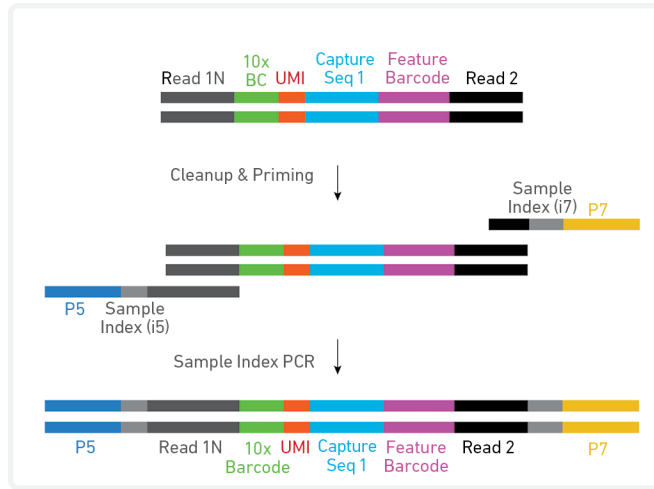 Read 1N
10x
BC
UMI
Capture
Seq 1
Feature
Barcode
Read 2
Cleanup & Priming
Sample
Index (i7)
P7
P5
Sample
Index (i5)
Sample Index PCR
P5
Read 1N
10x
Barcode
UMI
Capture
Seq 1
Feature
Barcode
Read 2
P7